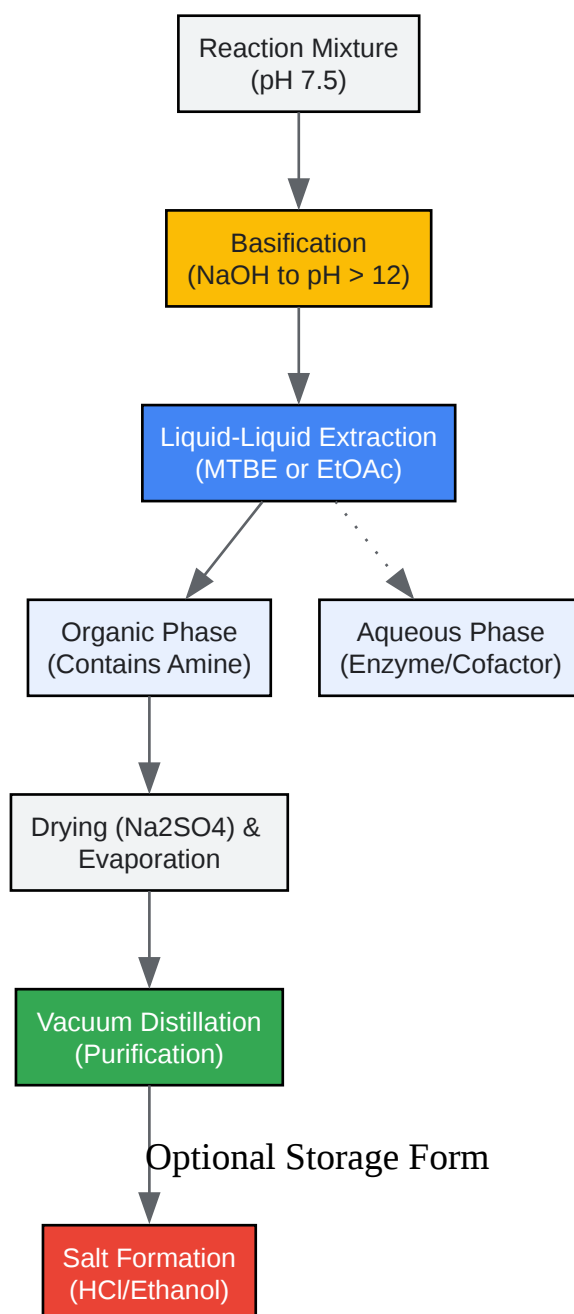 Reaction Mixture
(pH 7.5)
Basification
(NaOH to pH > 12)
Liquid-Liquid Extraction
(MTBE or EtOAc)
Organic Phase
(Contains Amine)
Aqueous Phase
(Enzyme/Cofactor)
Drying (Na2SO4) &
Evaporation
Vacuum Distillation
(Purification)
Optional Storage Form
Salt Formation
(HCl/Ethanol)